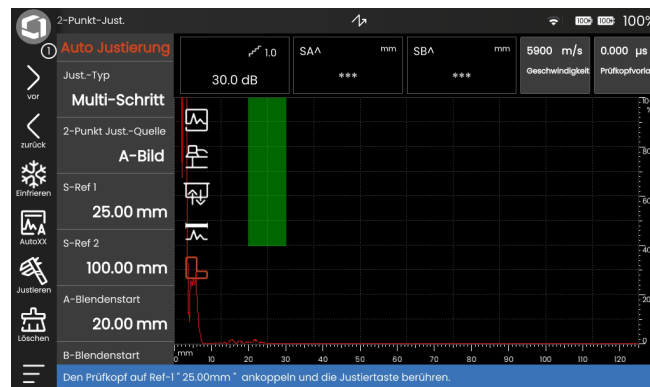 2-Punkt-Just.
100%
100%
100%
1
Auto Justierung
1.0
30.0 dB
SA^ mm
***
SB^ mm
***
5900 m/s
Geschwindigkeit
0.000 µs
Prüfkopfvorla
vor
Just.-Typ
Multi-Schritt
zurück
2-Punkt Just.-Quelle
A-Bild
Einfrieren
S-Ref 1
25.00 mm
AutoXX
S-Ref 2
100.00 mm
Justieren
A-Blendenstart
20.00 mm
Löschen
B-Blendenstart
%
80
60
40
20
0
mm 10 20 30 40 50 60 70 80 90 100 110 120
Den Prüfkopf auf Ref-1 " 25.00mm " ankoppeln und die Justiertaste berühren.